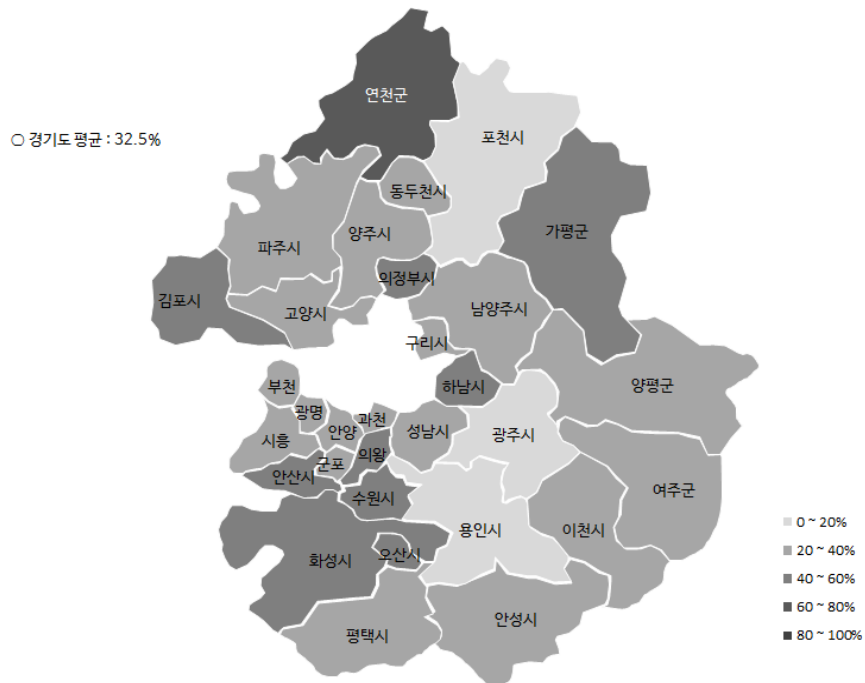 연천군
포천시
○ 경기도 평균 : 32.5%
동두천시
가평군
양주시
파주시
의정부시
김포시
고양시
남양주시
구리시
하남시
양평군
부천
광명
과천
안양
성남시
광주시
시흥
의왕
군포
안산시
여주군
수원시
용인시
이천시
오산시
화성시
안성시
평택시
0 ~ 20%
20 ~ 40%
40 ~ 60%
60 ~ 80%
80 ~ 100%